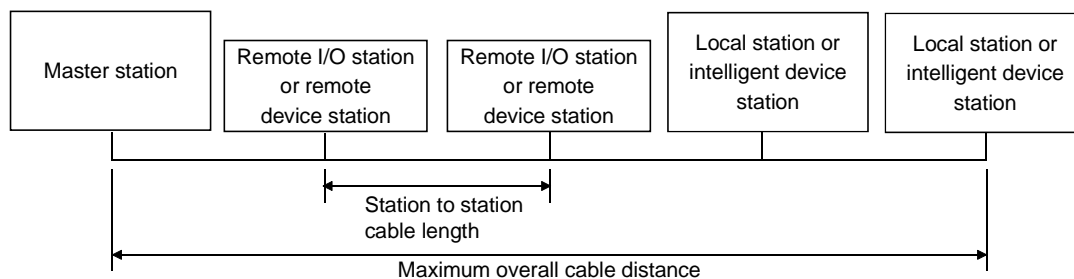 Master station
Remote I/O station
or remote
device station
Remote I/O station
or remote
device station
Local station or
intelligent device
station
Local station or
intelligent device
station
Station to station
cable length
Maximum overall cable distance